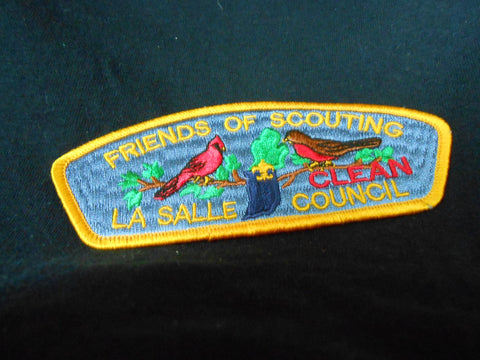 FRIENDS OF SCOUTING
CLEAN
LA SALLE COUNCIL